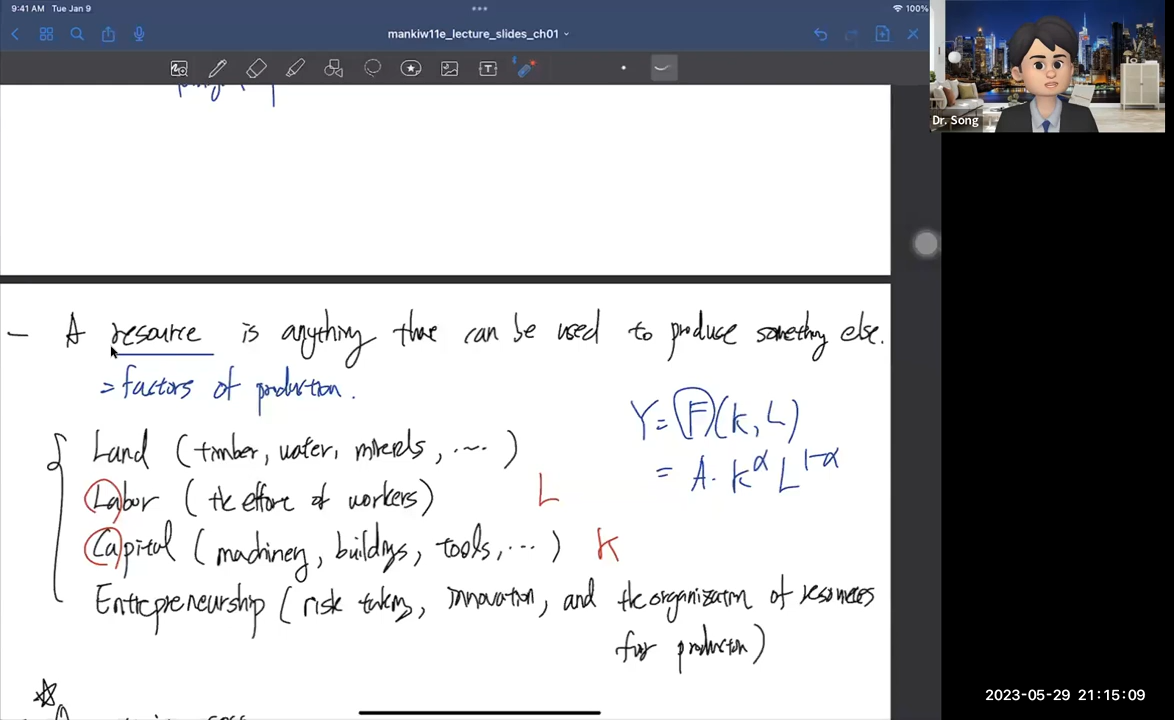 9:41 AM Tue Jan 9
100%
mankiw11e_lecture_slides_ch01
Dr. Song
— A resource is anything that can be used to produce something else.
= factors of production.
Y = F(K, L)
= A · K^α L^1-α
Land (timber, water, minerals, ....)
Labor (the effort of workers) L
Capital (machinery, buildings, tools, ...) K
Entrepreneurship (risk taking, innovation, and the organization of resources
for production)
2023-05-29 21:15:09